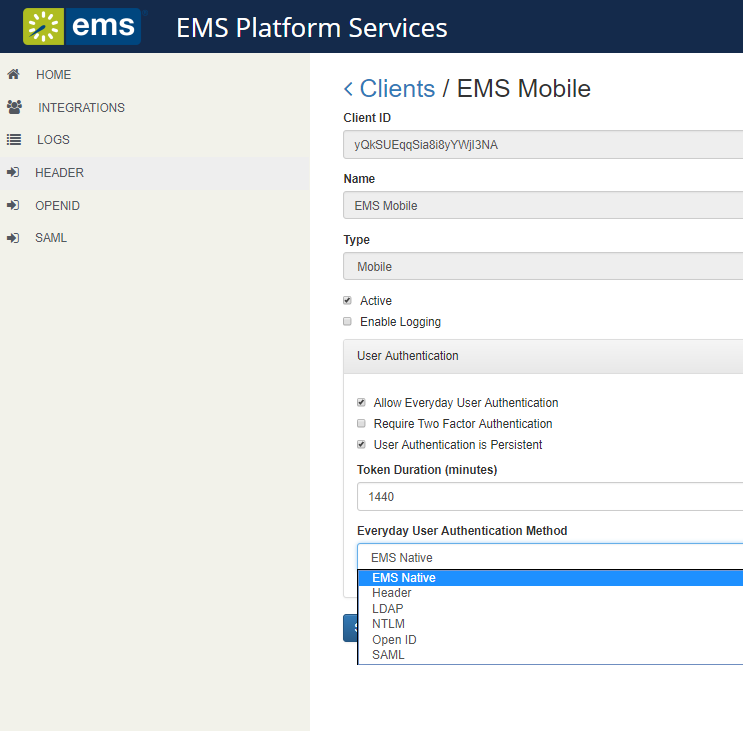 ems EMS Platform Services
HOME
INTEGRATIONS
LOGS
HEADER
OPENID
SAML
< Clients / EMS Mobile
Client ID
yQkSUEqqSia8i8yYWjI3NA
Name
EMS Mobile
Type
Mobile
Active
Enable Logging
User Authentication
Allow Everyday User Authentication
Require Two Factor Authentication
User Authentication is Persistent
Token Duration (minutes)
1440
Everyday User Authentication Method
EMS Native
EMS Native
Header
LDAP
NTLM
Open ID
SAML